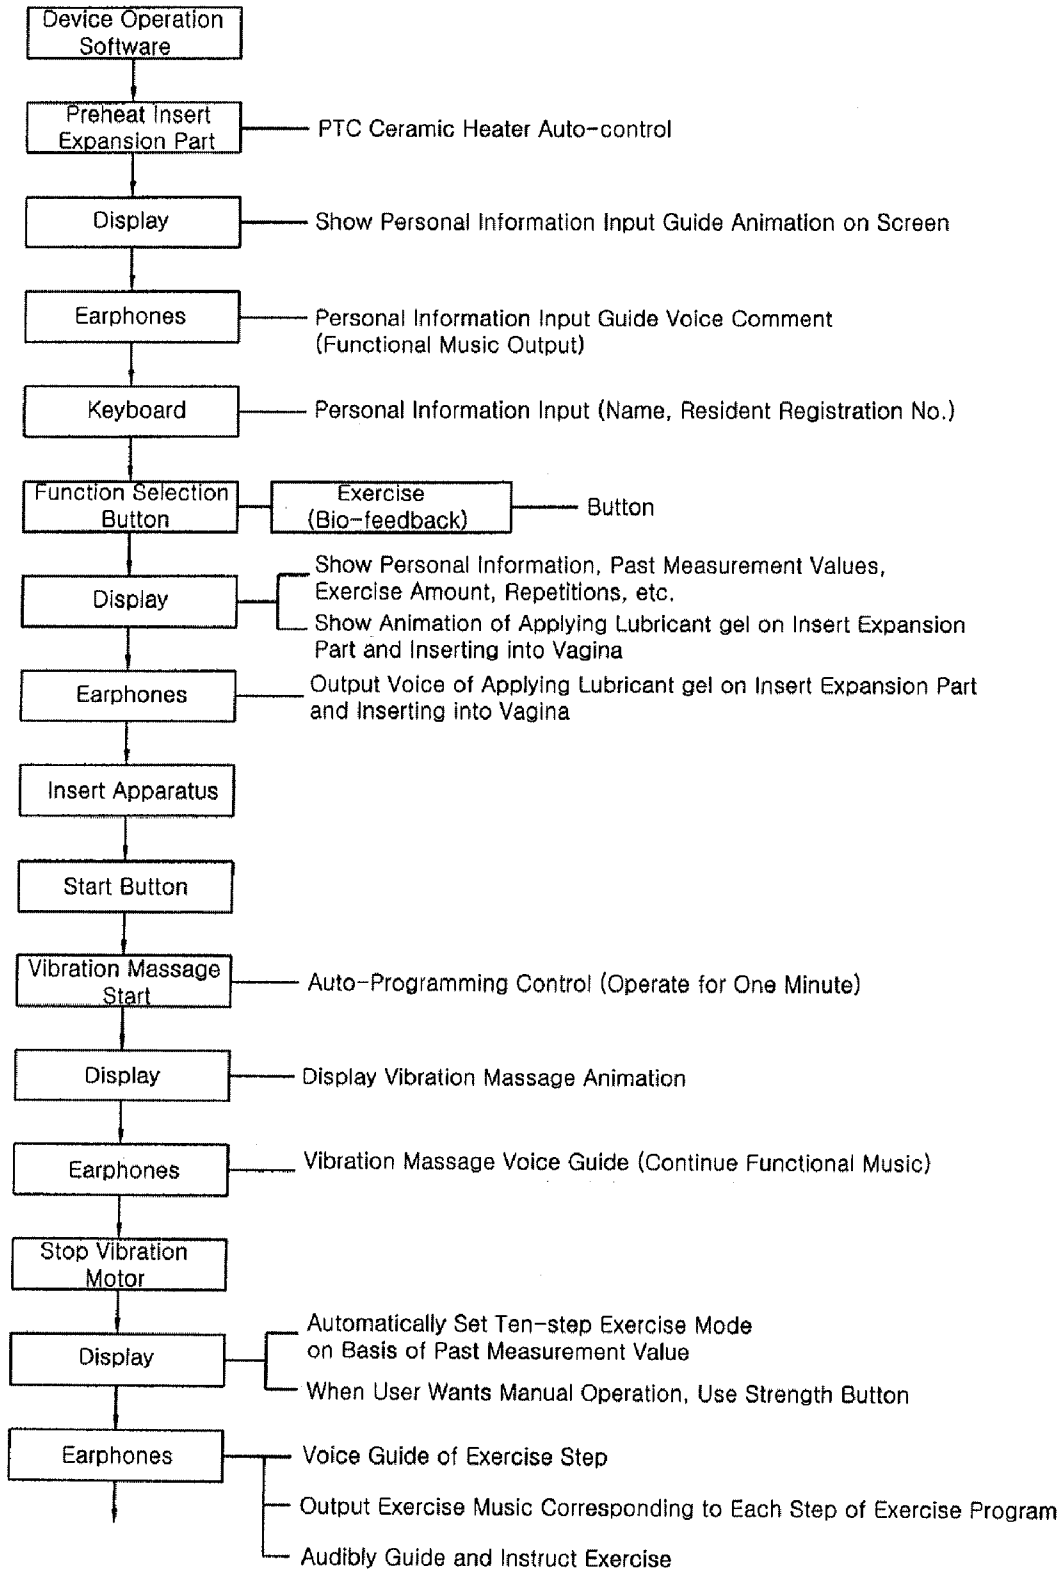 Device Operation
Software
Preheat Insert
Expansion Part
PTC Ceramic Heater Auto-control
Display
Show Personal Information Input Guide Animation on Screen
Earphones
Personal Information Input Guide Voice Comment
(Functional Music Output)
Keyboard
Personal Information Input (Name, Resident Registration No.)
Function Selection
Button
Exercise
(Bio-feedback)
Button
Display
Show Personal Information, Past Measurement Values,
Exercise Amount, Repetitions, etc.
Show Animation of Applying Lubricant gel on Insert Expansion
Part and Inserting into Vagina
Earphones
Output Voice of Applying Lubricant gel on Insert Expansion Part
and Inserting into Vagina
Insert Apparatus
Start Button
Vibration Massage
Start
Auto-Programming Control (Operate for One Minute)
Display
Display Vibration Massage Animation
Earphones
Vibration Massage Voice Guide (Continue Functional Music)
Stop Vibration
Motor
Display
Automatically Set Ten-step Exercise Mode
on Basis of Past Measurement Value
When User Wants Manual Operation, Use Strength Button
Earphones
Voice Guide of Exercise Step
Output Exercise Music Corresponding to Each Step of Exercise Program
Audibly Guide and Instruct Exercise